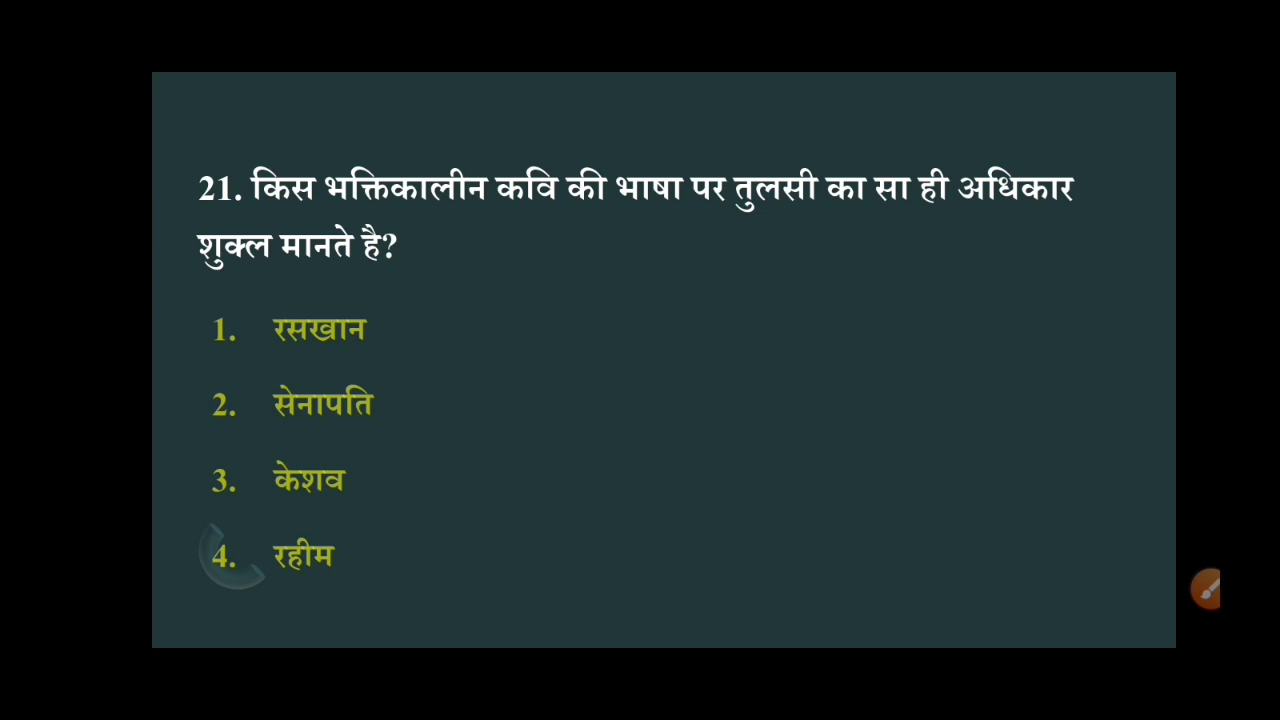 21. किस भक्तिकालीन कवि की भाषा पर तुलसी का सा ही अधिकार
शुक्ल मानते है?
1. रसखान
2. सेनापति
3. केशव
4. रहीम